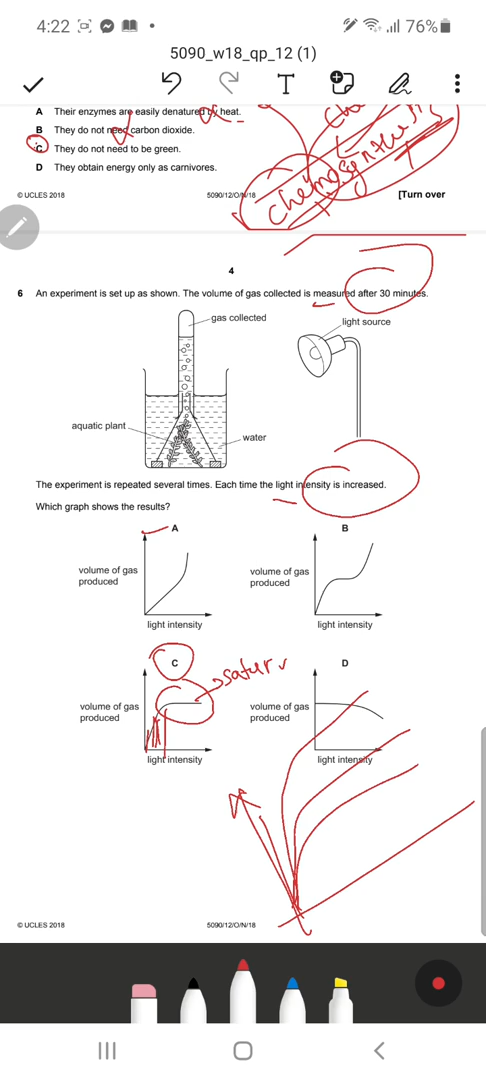 4:22
76%
5090_w18_qp_12 (1)
T
A They enzymes are easily denatured by heat.
B They do not need carbon dioxide.
C They do not need to be green.
D They obtain energy only as carnivores.
chemosynthesis
© UCLES 2018 5090/12/O/N/18 [Turn over
4
6 An experiment is set up as shown. The volume of gas collected is measured after 30 minutes.
gas collected
light source
aquatic plant
water
The experiment is repeated several times. Each time the light intensity is increased.
Which graph shows the results?
A B
volume of gas
produced
light intensity
volume of gas
produced
light intensity
C D
satur
volume of gas
produced
light intensity
volume of gas
produced
light intensity
© UCLES 2018 5090/12/O/N/18